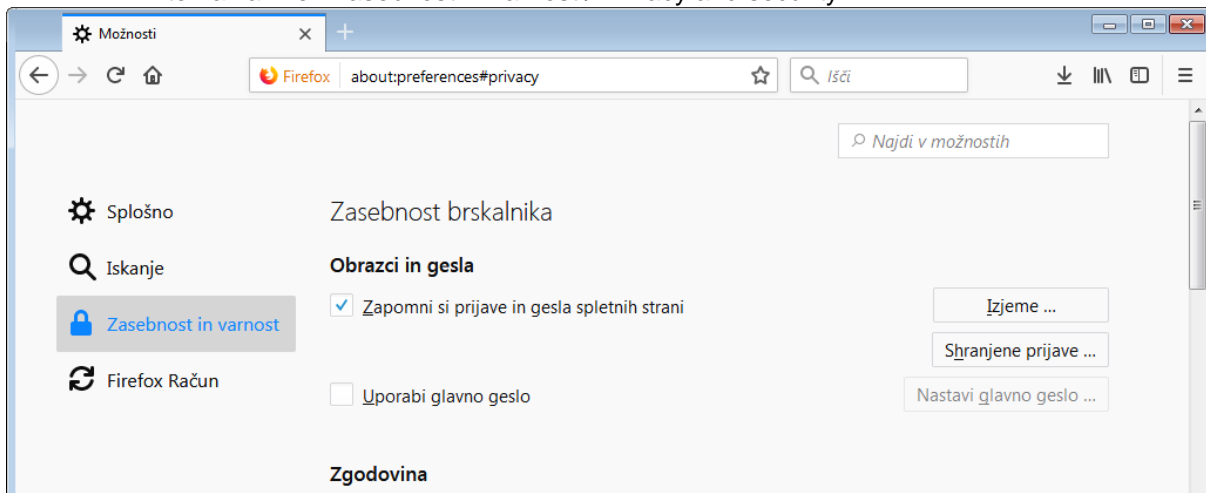 Možnosti
Firefox about:preferences#privacy
Išči
Najdi v možnostih
Splošno
Iskanje
Zasebnost in varnost
Firefox Račun
Zasebnost brskalnika
Obrazci in gesla
Zapomni si prijave in gesla spletnih strani
Izjeme ...
Shranjene prijave ...
Uporabi glavno geslo
Nastavi glavno geslo ...
Zgodovina